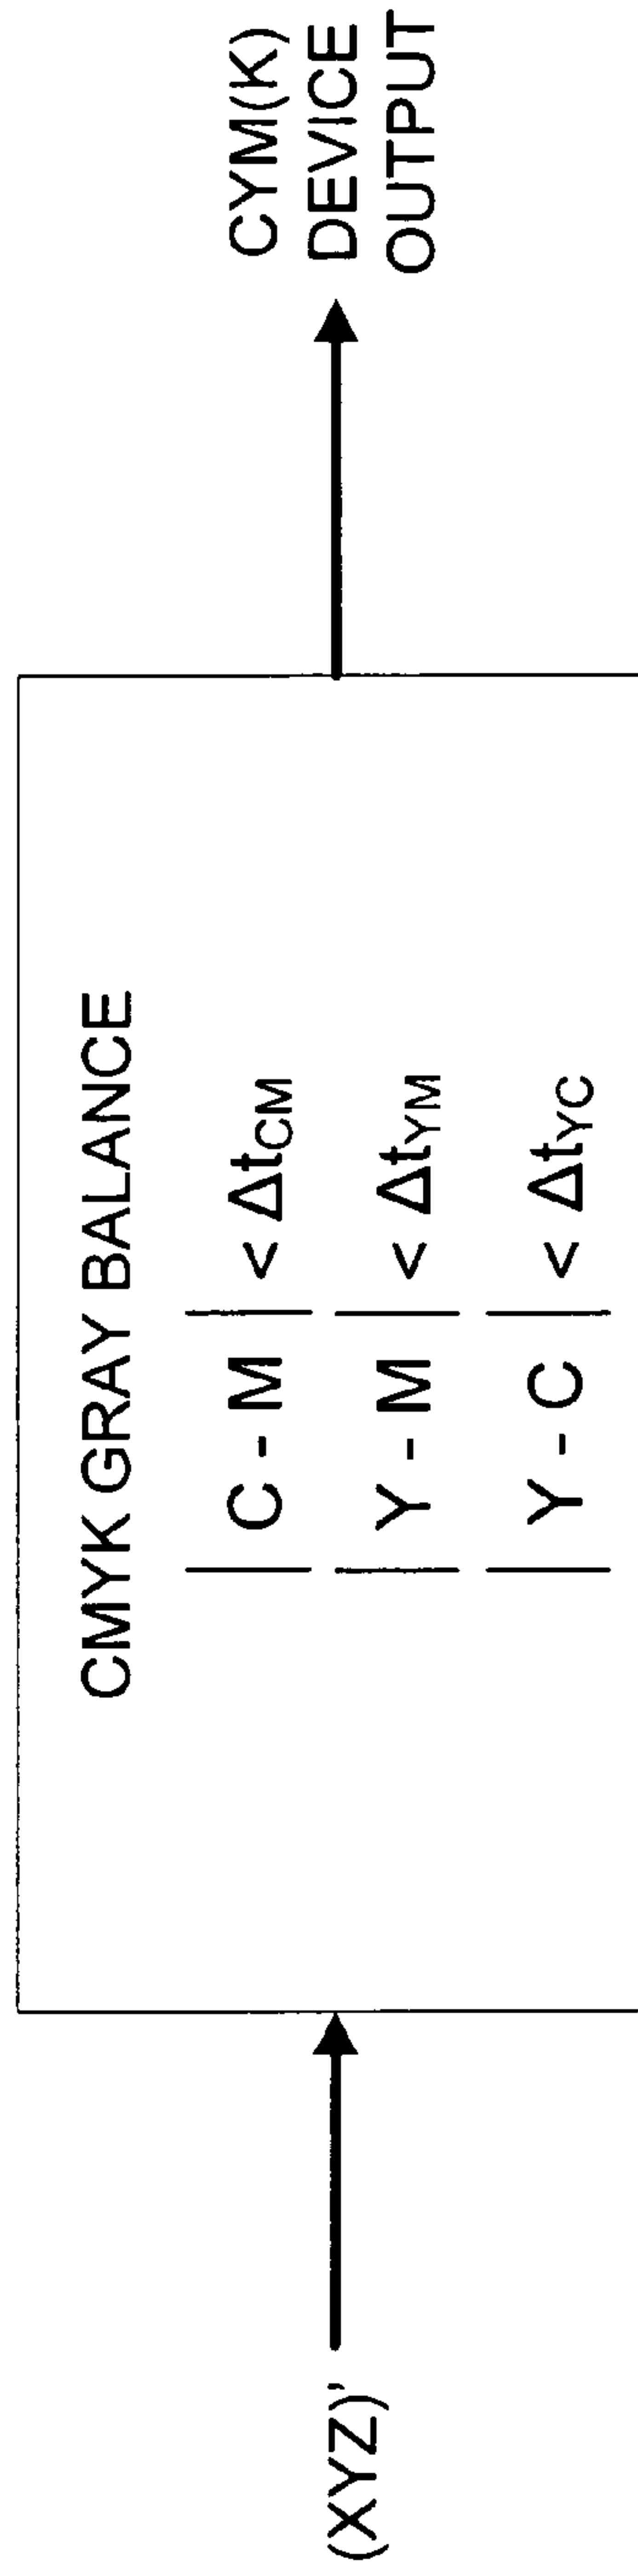 (XYZ)'
CMYK GRAY BALANCE
| C - M | < Δt_CM
| Y - M | < Δt_YM
| Y - C | < Δt_YC
CYM(K)
DEVICE
OUTPUT